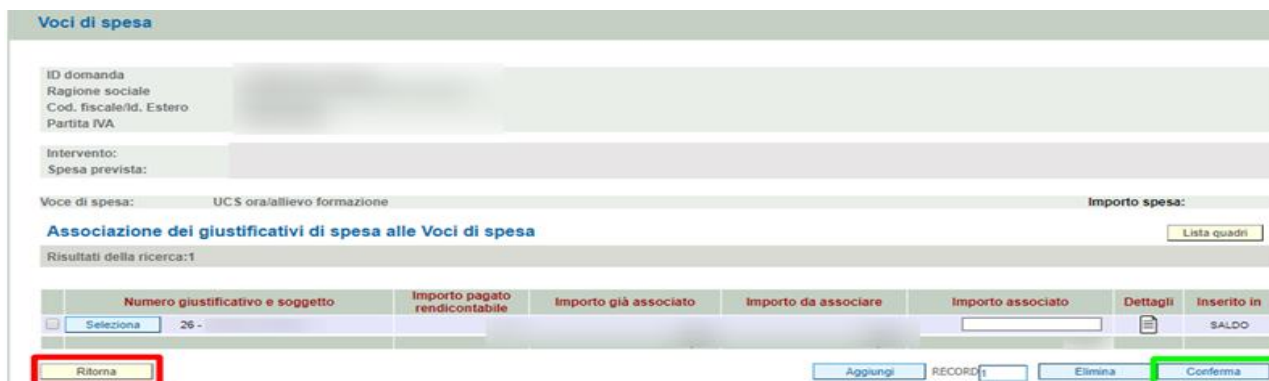 Voci di spesa
ID domanda
Ragione sociale
Cod. fiscale/Id. Estero
Partita IVA
Intervento:
Spesa prevista:
Voce di spesa: UCS ora/allievo formazione Importo spesa:
Associazione dei giustificativi di spesa alle Voci di spesa Lista quadri
Risultati della ricerca:1
Numero giustificativo e soggetto Importo pagato rendicontabile Importo già associato Importo da associare Importo associato Dettagli Inserito in
Seleziona 26 - SALDO
Ritorna Aggiungi RECORD 1 Elimina Conferma